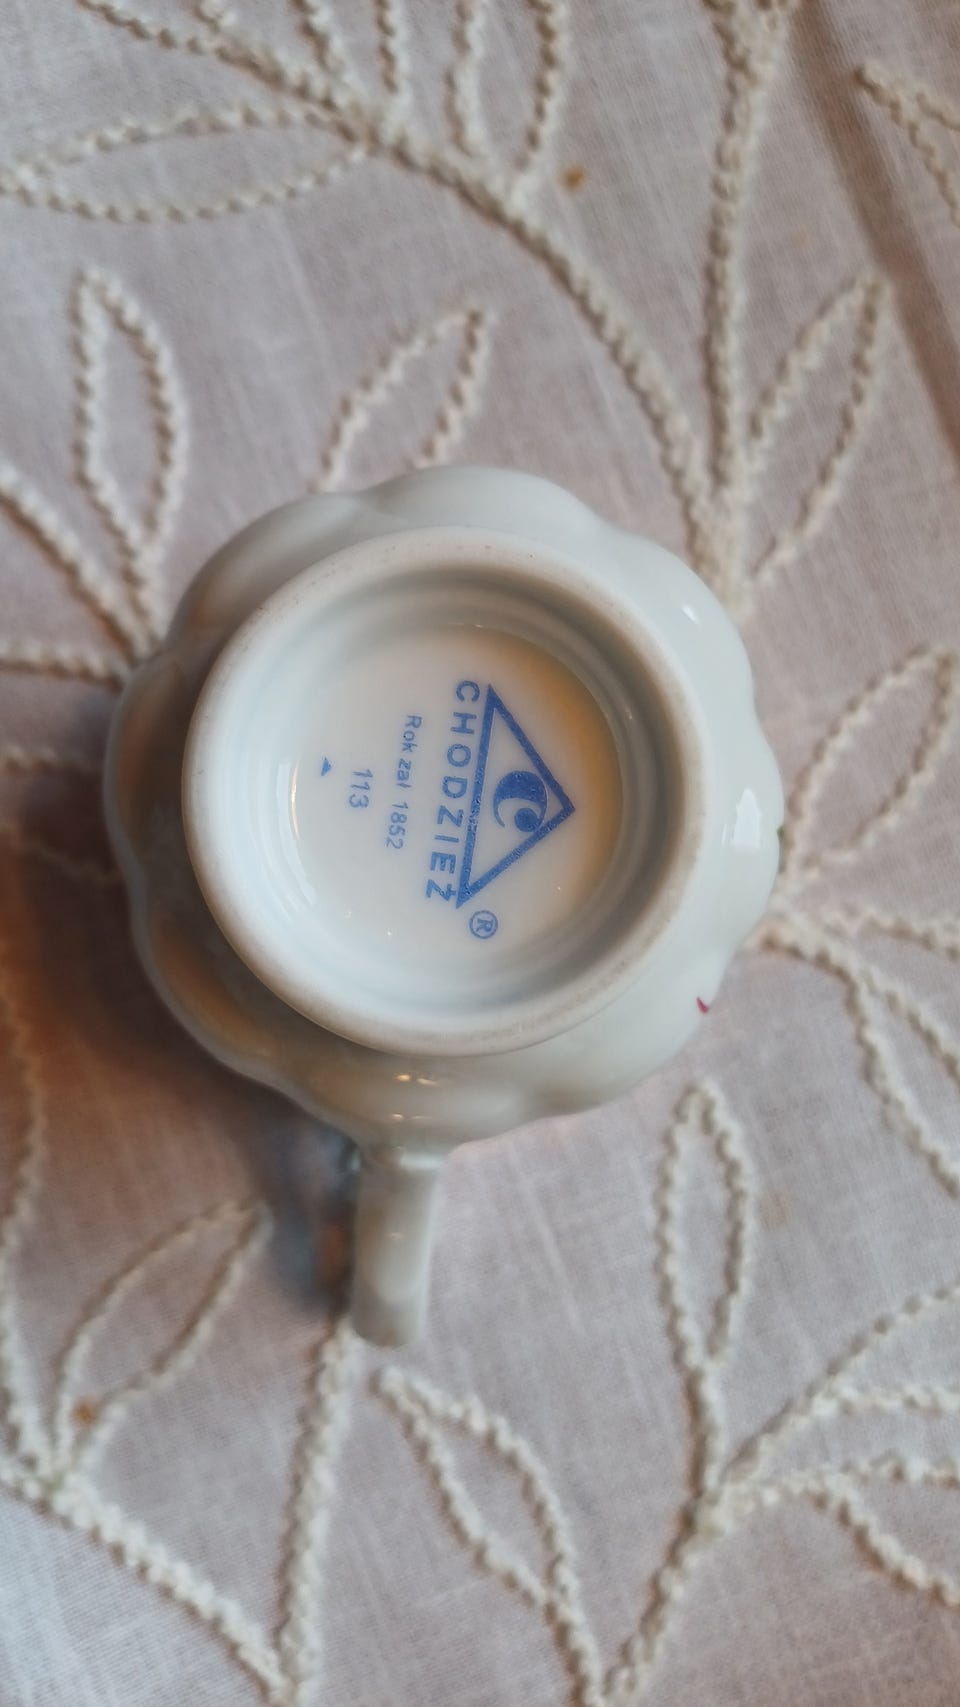 CHODZIEŻ ®
Rok zał 1852
113